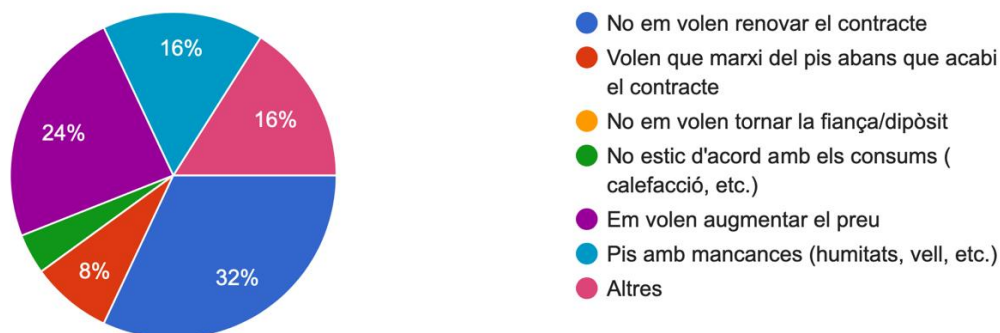 16%
16%
24%
8%
32%
No em volen renovar el contracte
Volen que marxi del pis abans que acabi
el contracte
No em volen tornar la fiança/dipòsit
No estic d'acord amb els consums (
calefacció, etc.)
Em volen augmentar el preu
Pis amb mancances (humitats, vell, etc.)
Altres